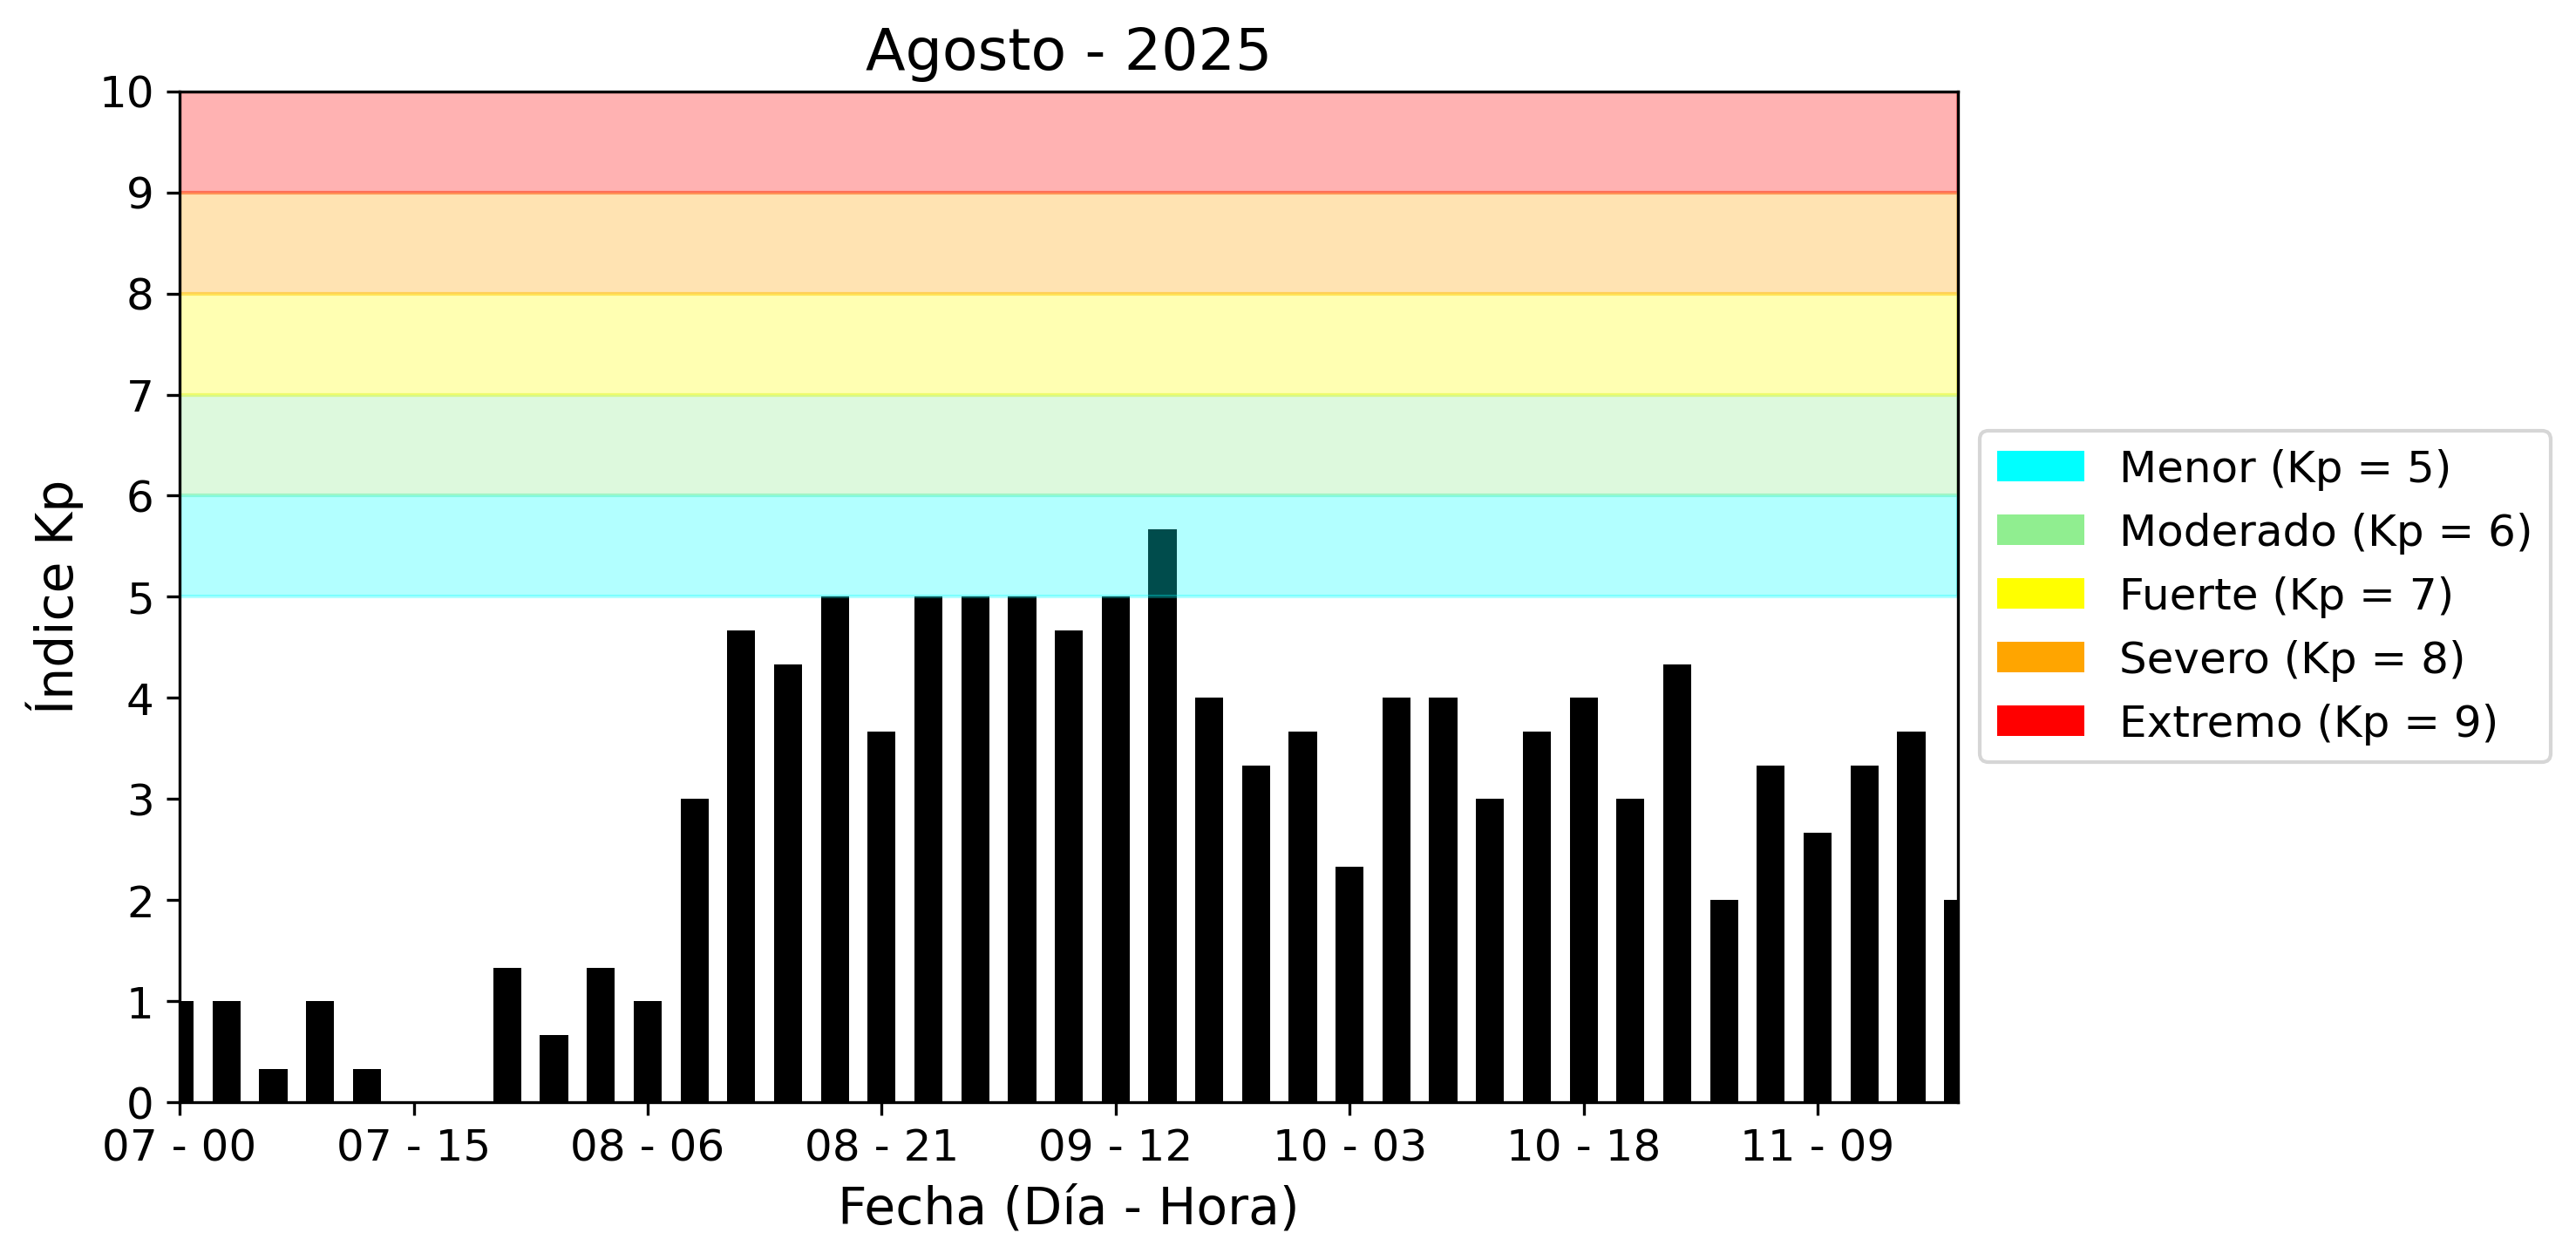 Agosto - 2025
10
9
8
7
6
5
4
3
2
1
0
Índice Kp
07 - 00
07 - 15
08 - 06
08 - 21
09 - 12
10 - 03
10 - 18
11 - 09
Fecha (Día - Hora)
Menor (Kp = 5)
Moderado (Kp = 6)
Fuerte (Kp = 7)
Severo (Kp = 8)
Extremo (Kp = 9)